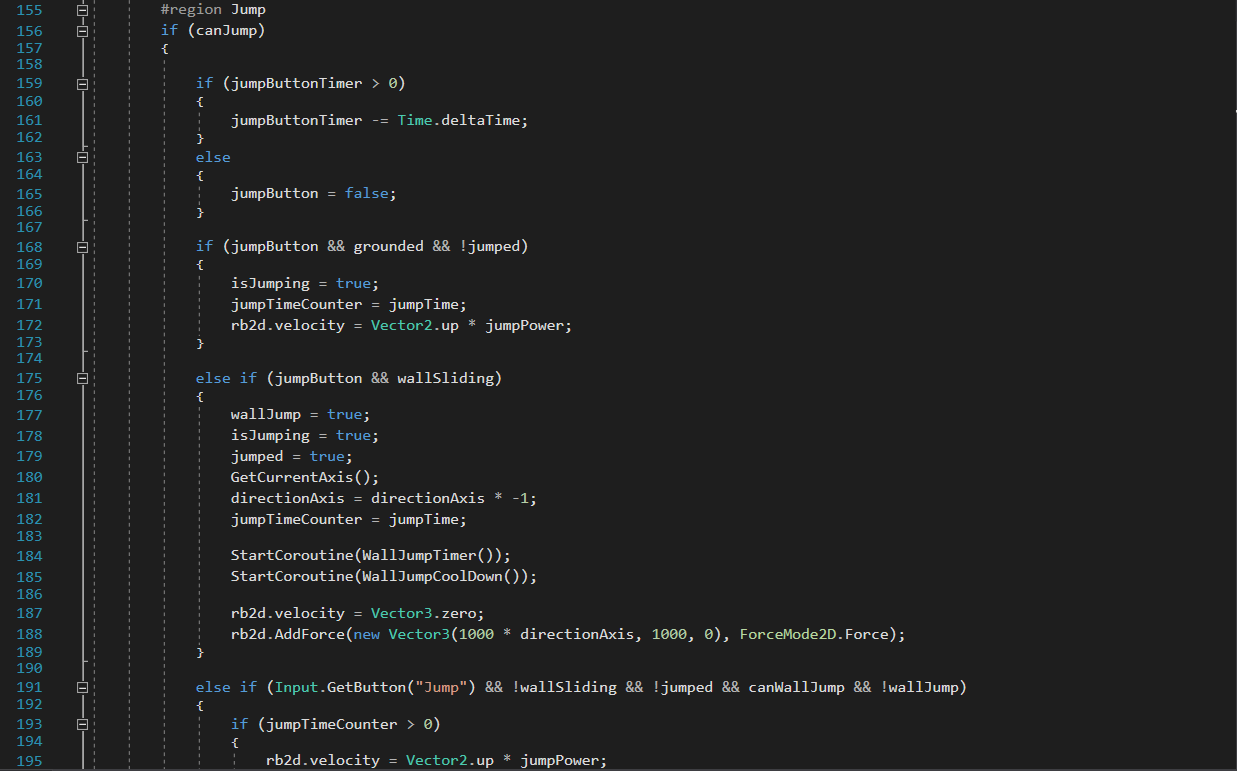 155 #region Jump
156 if (canJump)
157 {
158
159 if (jumpButtonTimer > 0)
160 {
161 jumpButtonTimer -= Time.deltaTime;
162 }
163 else
164 {
165 jumpButton = false;
166 }
167
168 if (jumpButton && grounded && !jumped)
169 {
170 isJumping = true;
171 jumpTimeCounter = jumpTime;
172 rb2d.velocity = Vector2.up * jumpPower;
173 }
174
175 else if (jumpButton && wallSliding)
176 {
177 wallJump = true;
178 isJumping = true;
179 jumped = true;
180 GetCurrentAxis();
181 directionAxis = directionAxis * -1;
182 jumpTimeCounter = jumpTime;
183
184 StartCoroutine(WallJumpTimer());
185 StartCoroutine(WallJumpCoolDown());
186
187 rb2d.velocity = Vector3.zero;
188 rb2d.AddForce(new Vector3(1000 * directionAxis, 1000, 0), ForceMode2D.Force);
189 }
190
191 else if (Input.GetButton("Jump") && !wallSliding && !jumped && canWallJump && !wallJump)
192 {
193 if (jumpTimeCounter > 0)
194 {
195 rb2d.velocity = Vector2.up * jumpPower;